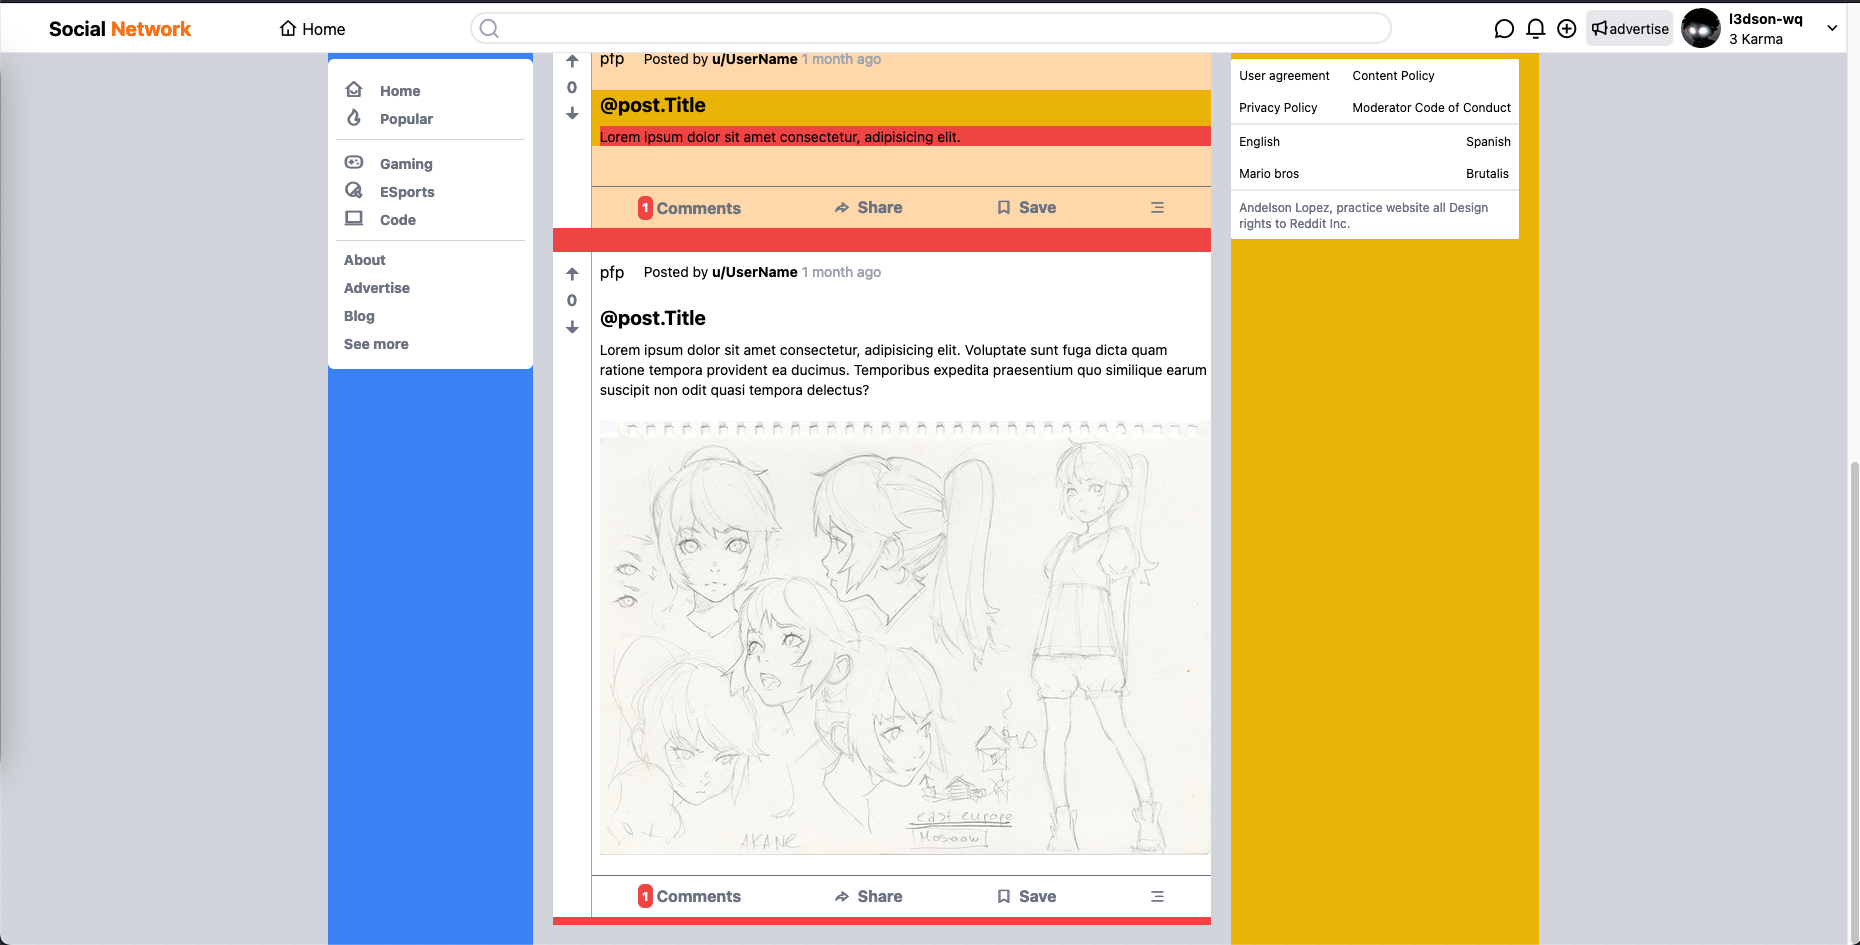 Social Network
Home
advertise
l3dson-wq
3 Karma
Home
Popular
Gaming
ESports
Code
About
Advertise
Blog
See more
0
pfp Posted by u/UserName 1 month ago
@post.Title
Lorem ipsum dolor sit amet consectetur, adipisicing elit.
1 Comments Share Save
0
pfp Posted by u/UserName 1 month ago
@post.Title
Lorem ipsum dolor sit amet consectetur, adipisicing elit. Voluptate sunt fuga dicta quam
ratione tempora provident ea ducimus. Temporibus expedita praesentium quo similique earum
suscipit non odit quasi tempora delectus?
AKANE
east europe
Moscow
1 Comments Share Save
User agreement Content Policy
Privacy Policy Moderator Code of Conduct
English Spanish
Mario bros Brutalis
Andelson Lopez, practice website all Design
rights to Reddit Inc.